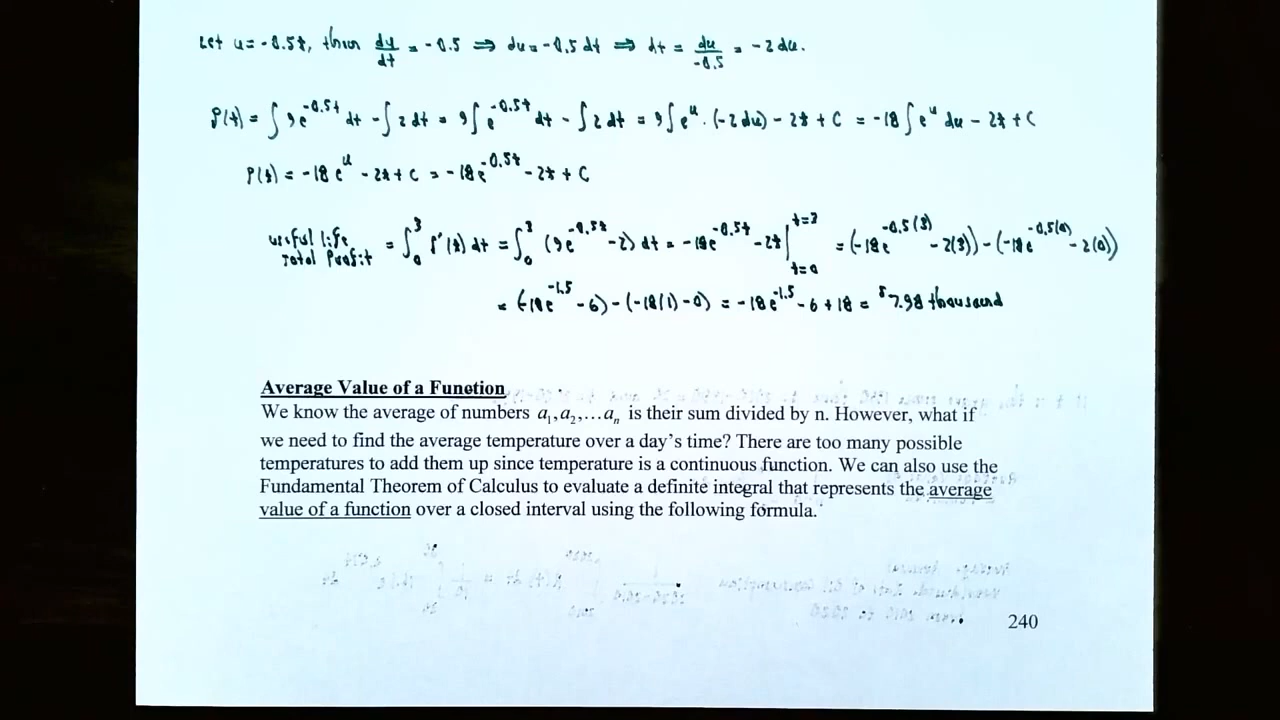 Let u = -0.5t, then du/dt = -0.5 ⇒ du = -0.5 dt ⇒ dt = du/-0.5 = -2 du.
P(t) = ∫ 9e^{-0.5t} dt - ∫ 2 dt = 9∫ e^{-0.5t} dt - ∫ 2 dt = 9∫ e^u · (-2 du) - 2t + C = -18∫ e^u du - 2t + C
P(t) = -18e^u - 2t + C = -18e^{-0.5t} - 2t + C
Useful life Total Profit = ∫_0^3 P'(t) dt = ∫_0^3 (9e^{-0.5t} - 2) dt = -18e^{-0.5t} - 2t |_{t=0}^{t=3} = (-18e^{-0.5(3)} - 2(3)) - (-18e^{-0.5(0)} - 2(0))
= (-18e^{-1.5} - 6) - (-18(1) - 0) = -18e^{-1.5} - 6 + 18 = $7.98 thousand
Average Value of a Function
We know the average of numbers a₁,a₂,…aₙ is their sum divided by n. However, what if
we need to find the average temperature over a day's time? There are too many possible
temperatures to add them up since temperature is a continuous function. We can also use the
Fundamental Theorem of Calculus to evaluate a definite integral that represents the average
value of a function over a closed interval using the following formula.
240